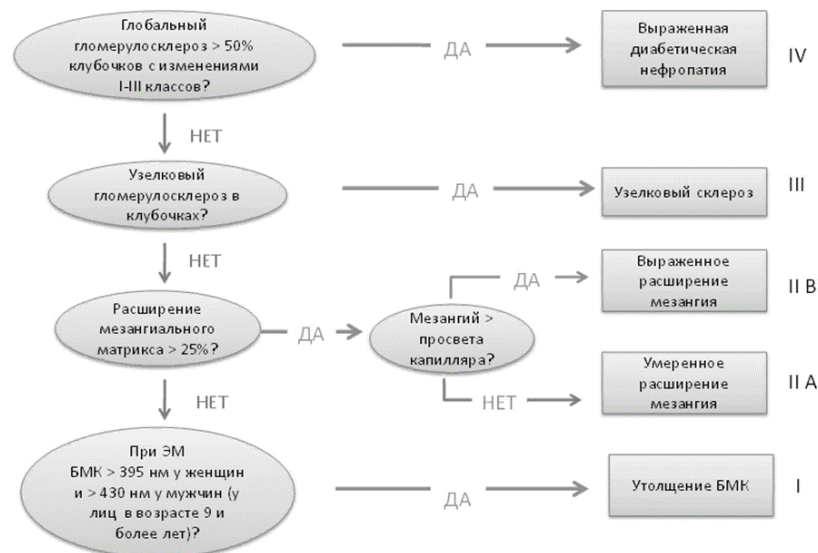 Глобальный
гломерулосклероз > 50%
клубочков с изменениями
I-III классов?
ДА
Выраженная
диабетическая
нефропатия
IV
НЕТ
Узелковый
гломерулосклероз в
клубочках?
ДА
Узелковый склероз
III
НЕТ
Расширение
мезангиального
матрикса > 25%?
ДА
Мезангий >
просвета
капилляра?
ДА
Выраженное
расширение
мезангия
II B
НЕТ
Умеренное
расширение
мезангия
II A
НЕТ
При ЭМ
БМК > 395 нм у женщин
и > 430 нм у мужчин (у
лиц в возрасте 9 и
более лет)?
ДА
Утолщение БМК
I